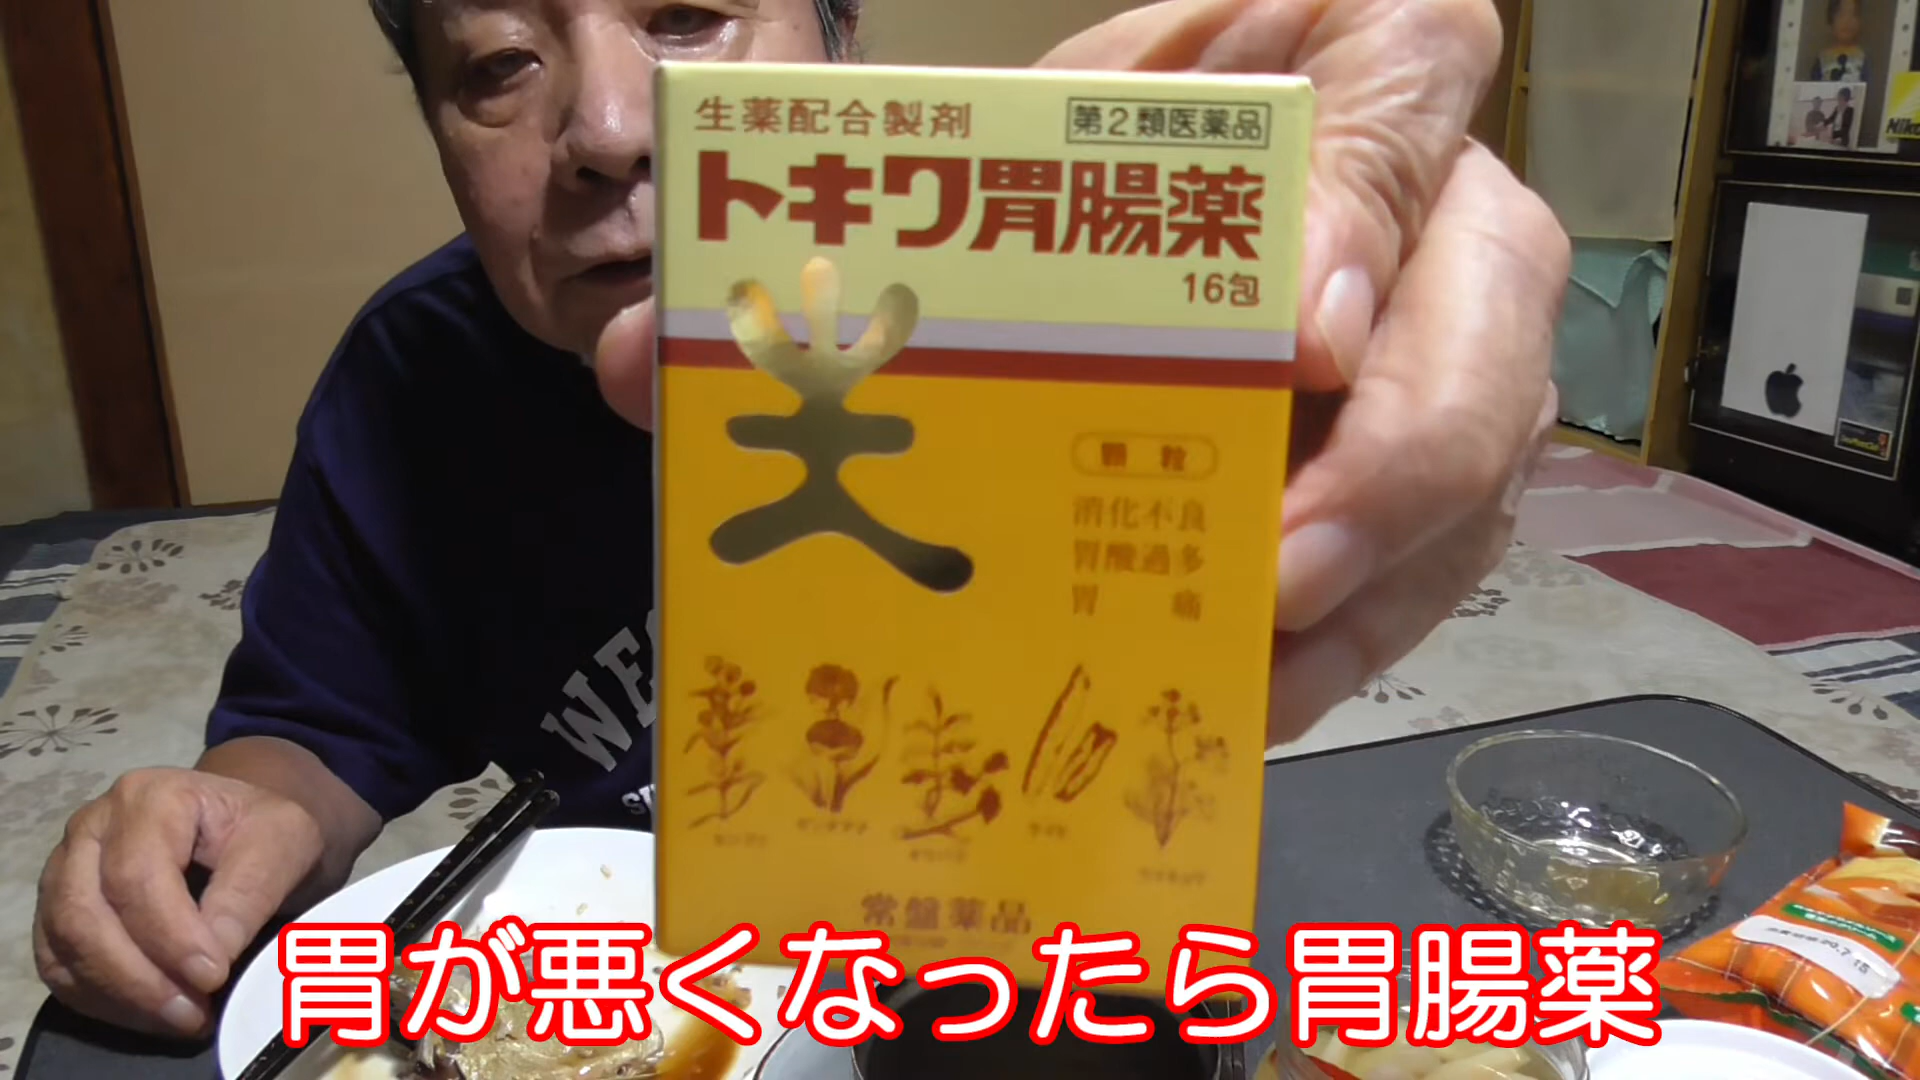 生薬配合製剤
第2類医薬品
トキワ胃腸薬
16包
顆粒
消化不良
胃酸過多
胃痛
常盤薬品
胃が悪くなったら胃腸薬